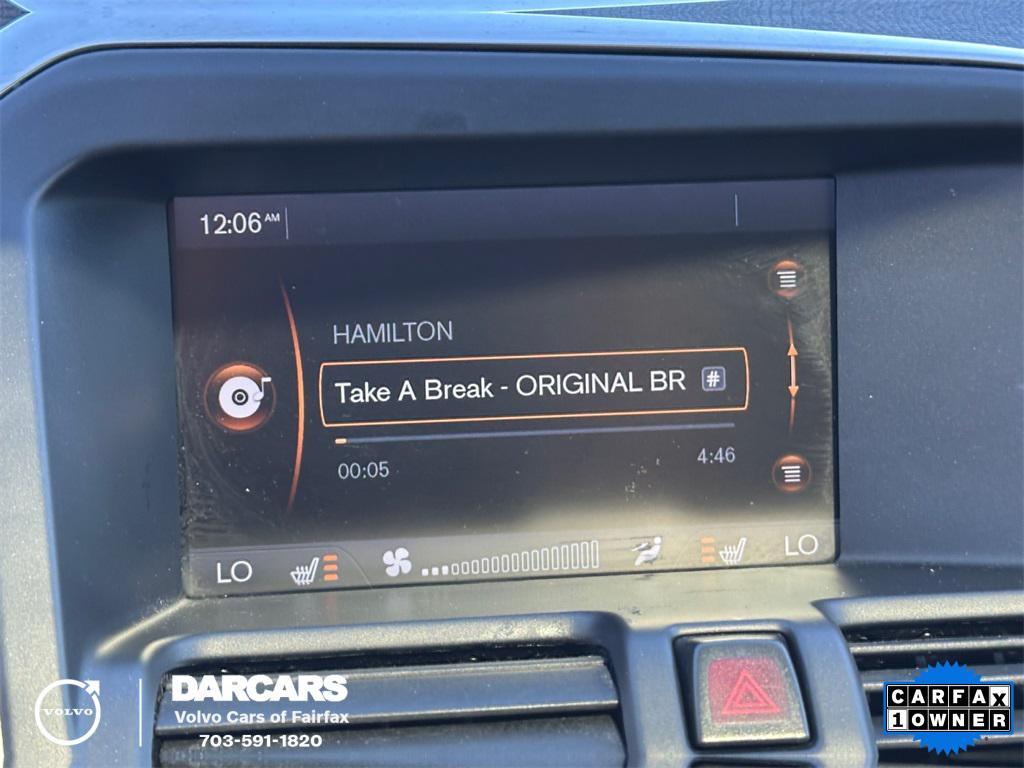 12:06 AM
HAMILTON
Take A Break - ORIGINAL BR #
00:05 4:46
LO LO
VOLVO
DARCARS
Volvo Cars of Fairfax
703-591-1820
CARFAX
1 OWNER